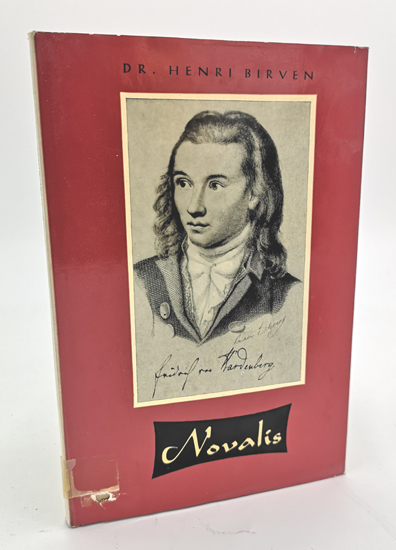 DR. HENRI BIRVEN
Friedrich von Hardenberg
Novalis